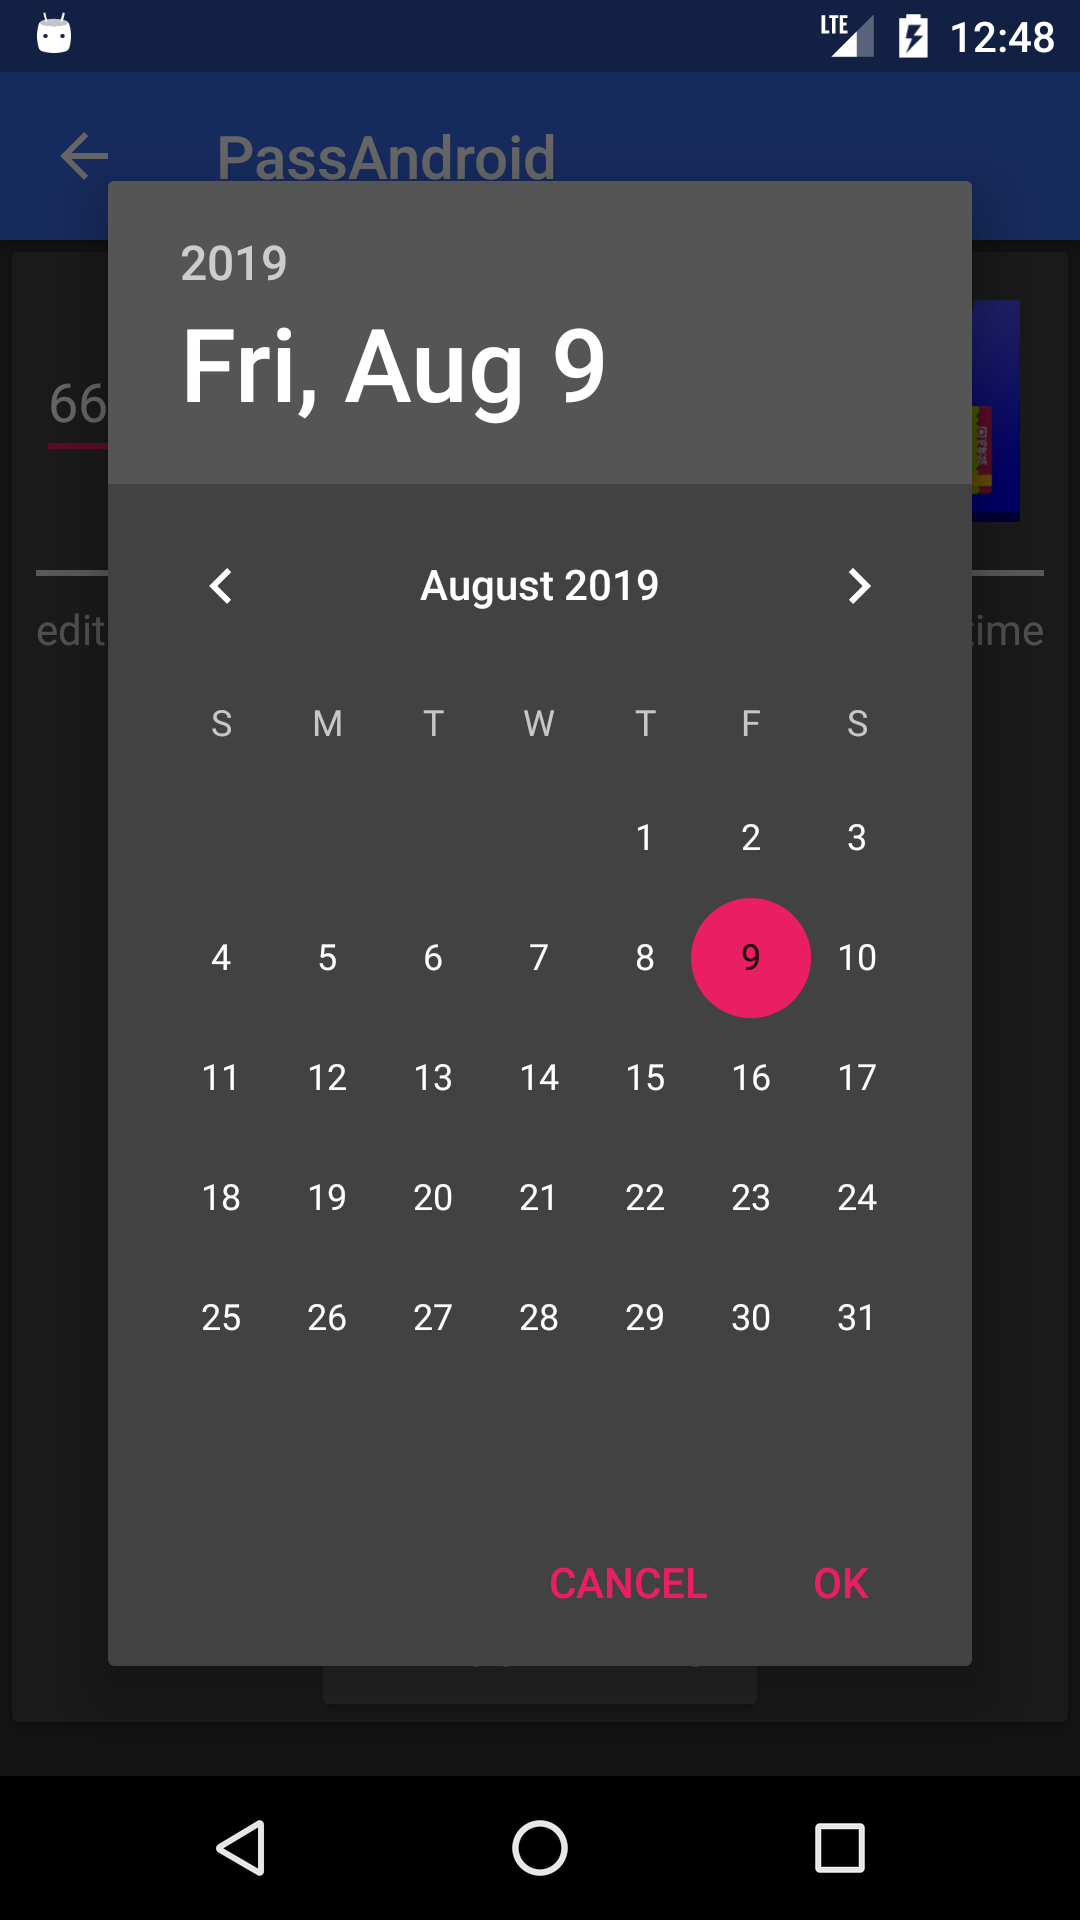 LTE 12:48
PassAndroid
2019
Fri, Aug 9
66
August 2019
edit
time
S M T W T F S
1 2 3
4 5 6 7 8 9 10
11 12 13 14 15 16 17
18 19 20 21 22 23 24
25 26 27 28 29 30 31
CANCEL OK